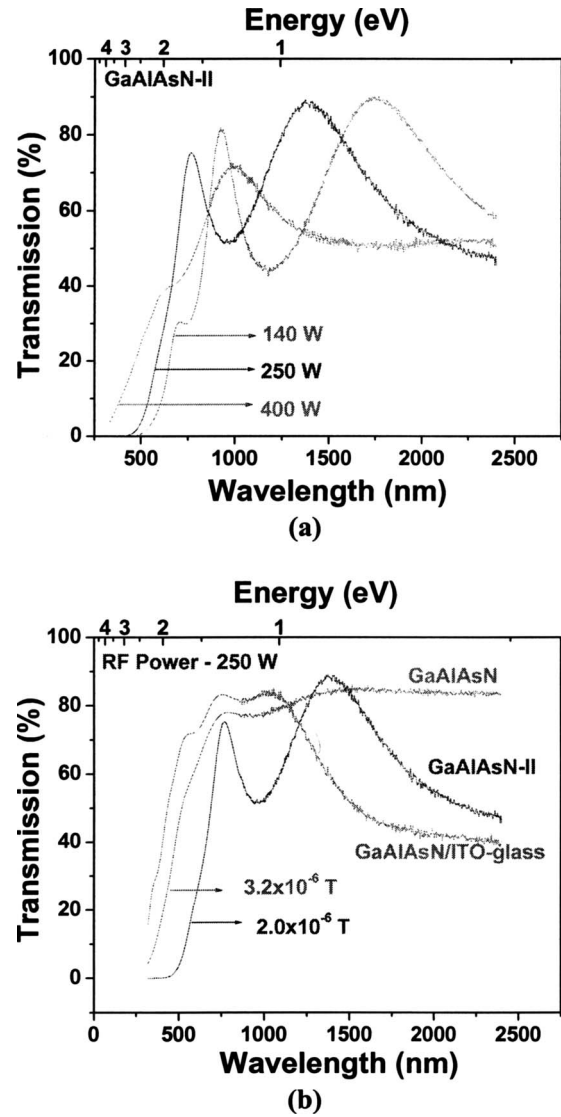 Energy (eV)
4 3 2 1
100
GaAlAsN-II
80
60
40
20
0
Transmission (%)
140 W
250 W
400 W
500 1000 1500 2000 2500
Wavelength (nm)
(a)
Energy (eV)
4 3 2 1
100
RF Power - 250 W
80
60
40
20
0
Transmission (%)
GaAlAsN
GaAlAsN-II
GaAlAsN/ITO-glass
3.2x10-6 T
2.0x10-6 T
0 500 1000 1500 2000 2500
Wavelength (nm)
(b)